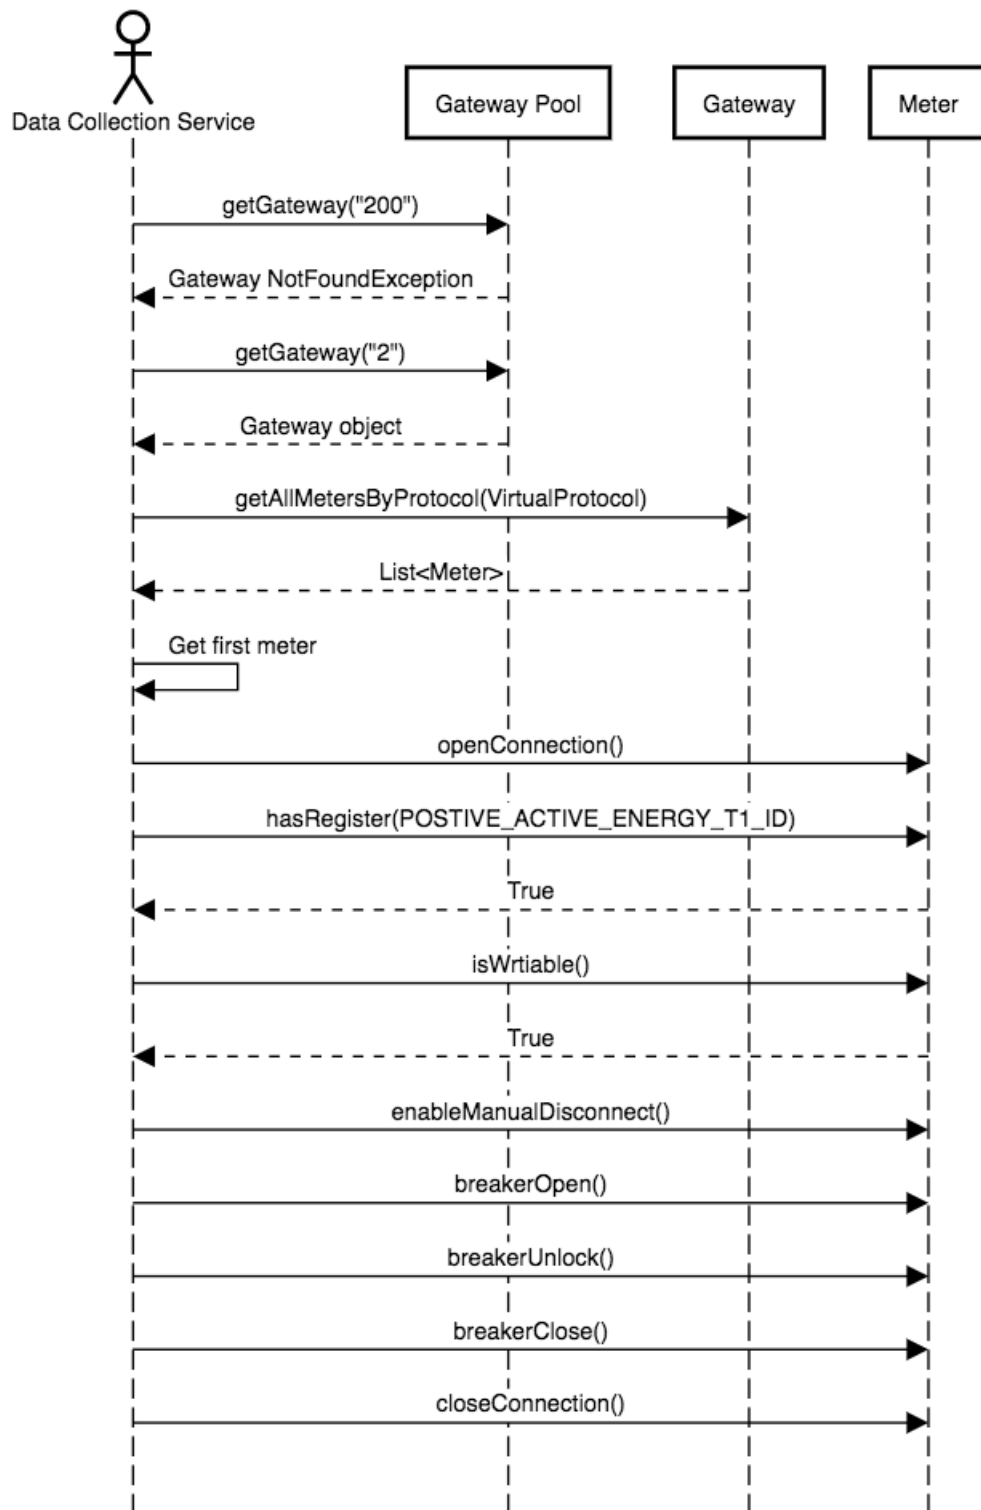 Data Collection Service
Gateway Pool
Gateway
Meter
getGateway("200")
Gateway NotFoundException
getGateway("2")
Gateway object
getAllMetersByProtocol(VirtualProtocol)
List<Meter>
Get first meter
openConnection()
hasRegister(POSTIVE_ACTIVE_ENERGY_T1_ID)
True
isWrtiable()
True
enableManualDisconnect()
breakerOpen()
breakerUnlock()
breakerClose()
closeConnection()